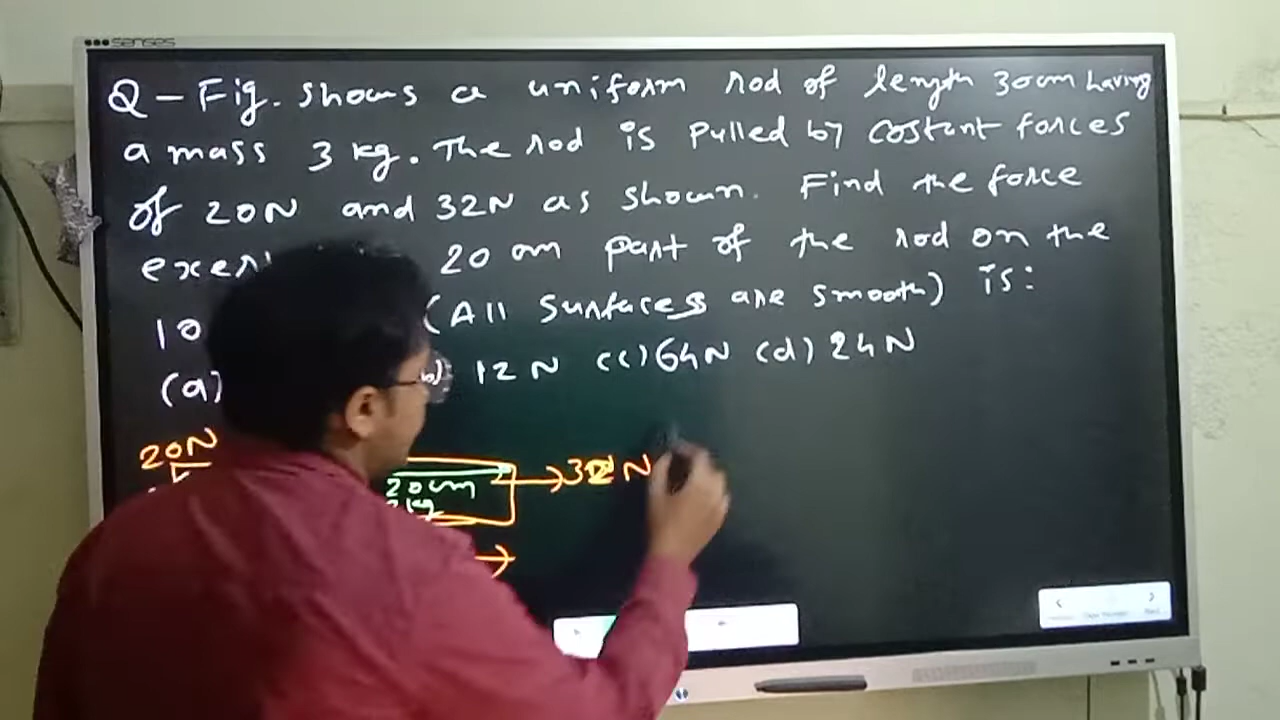 senses
Q - Fig. shows a uniform rod of length 30cm having
a mass 3 kg. The rod is pulled by costant forces
of 20N and 32N as shown. Find the force
exer 20 cm part of the rod on the
10 (All surfaces are smooth) is:
(a) b) 12 N (c) 64N (d) 24N
20N
32N
20cm
kg